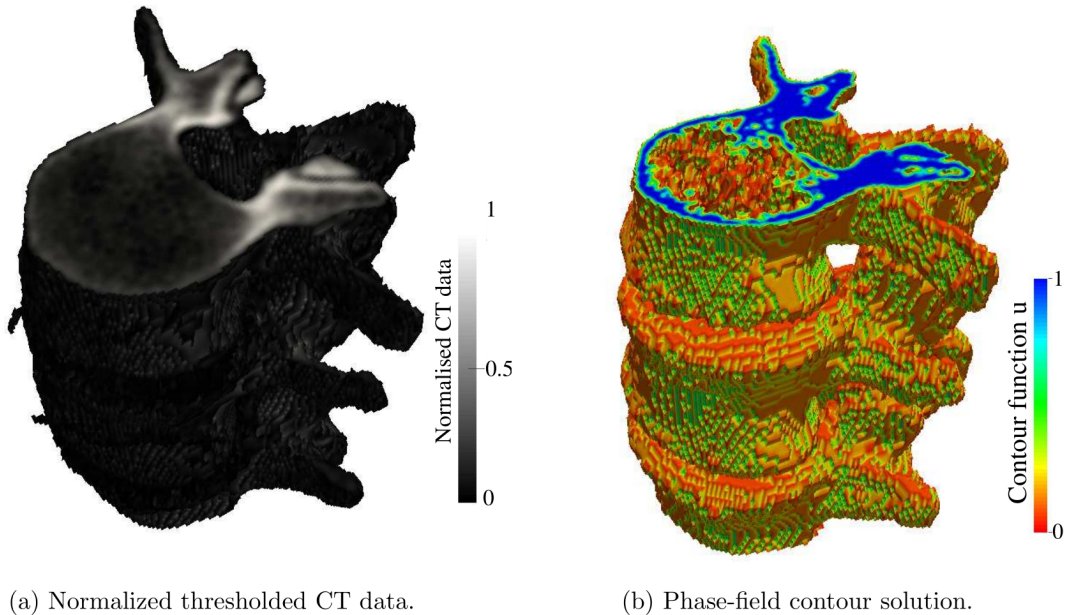 1
Normalised CT data
0.5
0
1
Contour function u
0
(a) Normalized thresholded CT data.
(b) Phase-field contour solution.